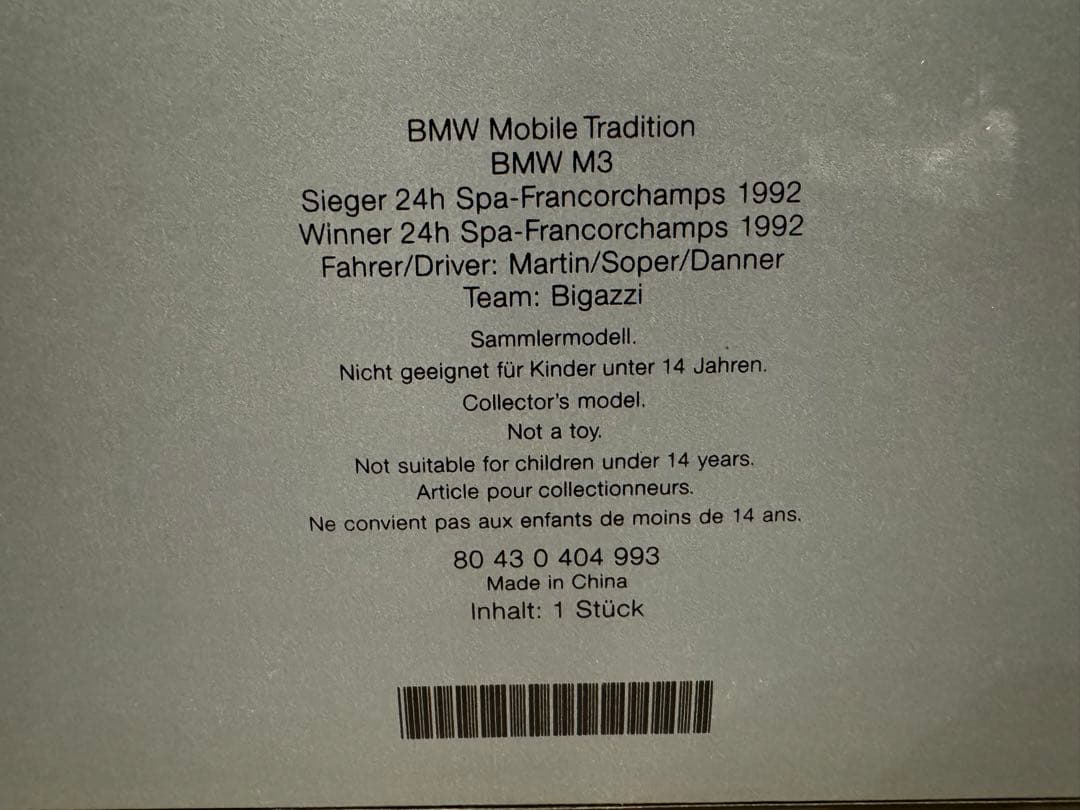 BMW Mobile Tradition
BMW M3
Sieger 24h Spa-Francorchamps 1992
Winner 24h Spa-Francorchamps 1992
Fahrer/Driver: Martin/Soper/Danner
Team: Bigazzi
Sammlermodell.
Nicht geeignet für Kinder unter 14 Jahren.
Collector's model.
Not a toy.
Not suitable for children under 14 years.
Article pour collectionneurs.
Ne convient pas aux enfants de moins de 14 ans.
80 43 0 404 993
Made in China
Inhalt: 1 Stück